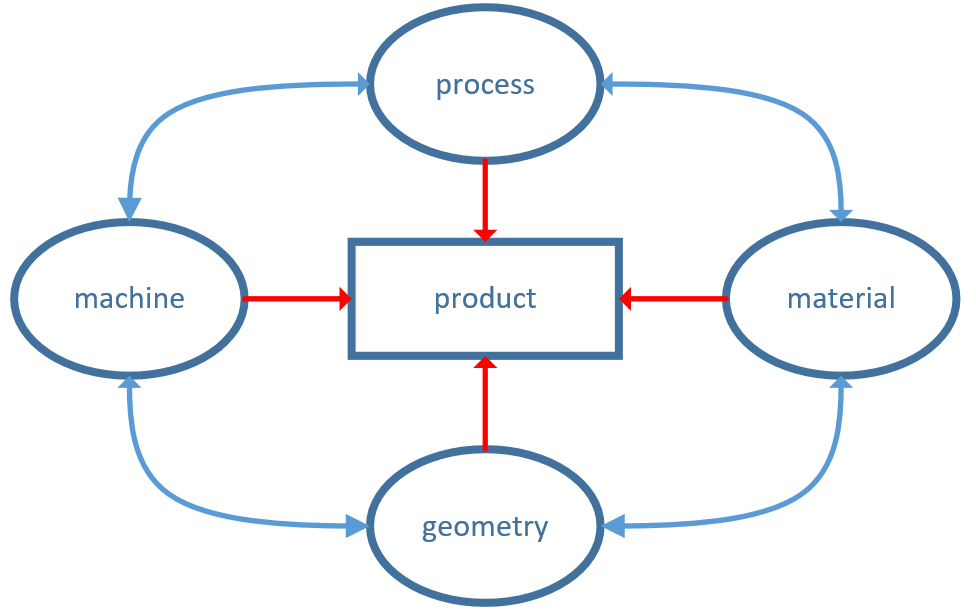 process
machine
product
material
geometry